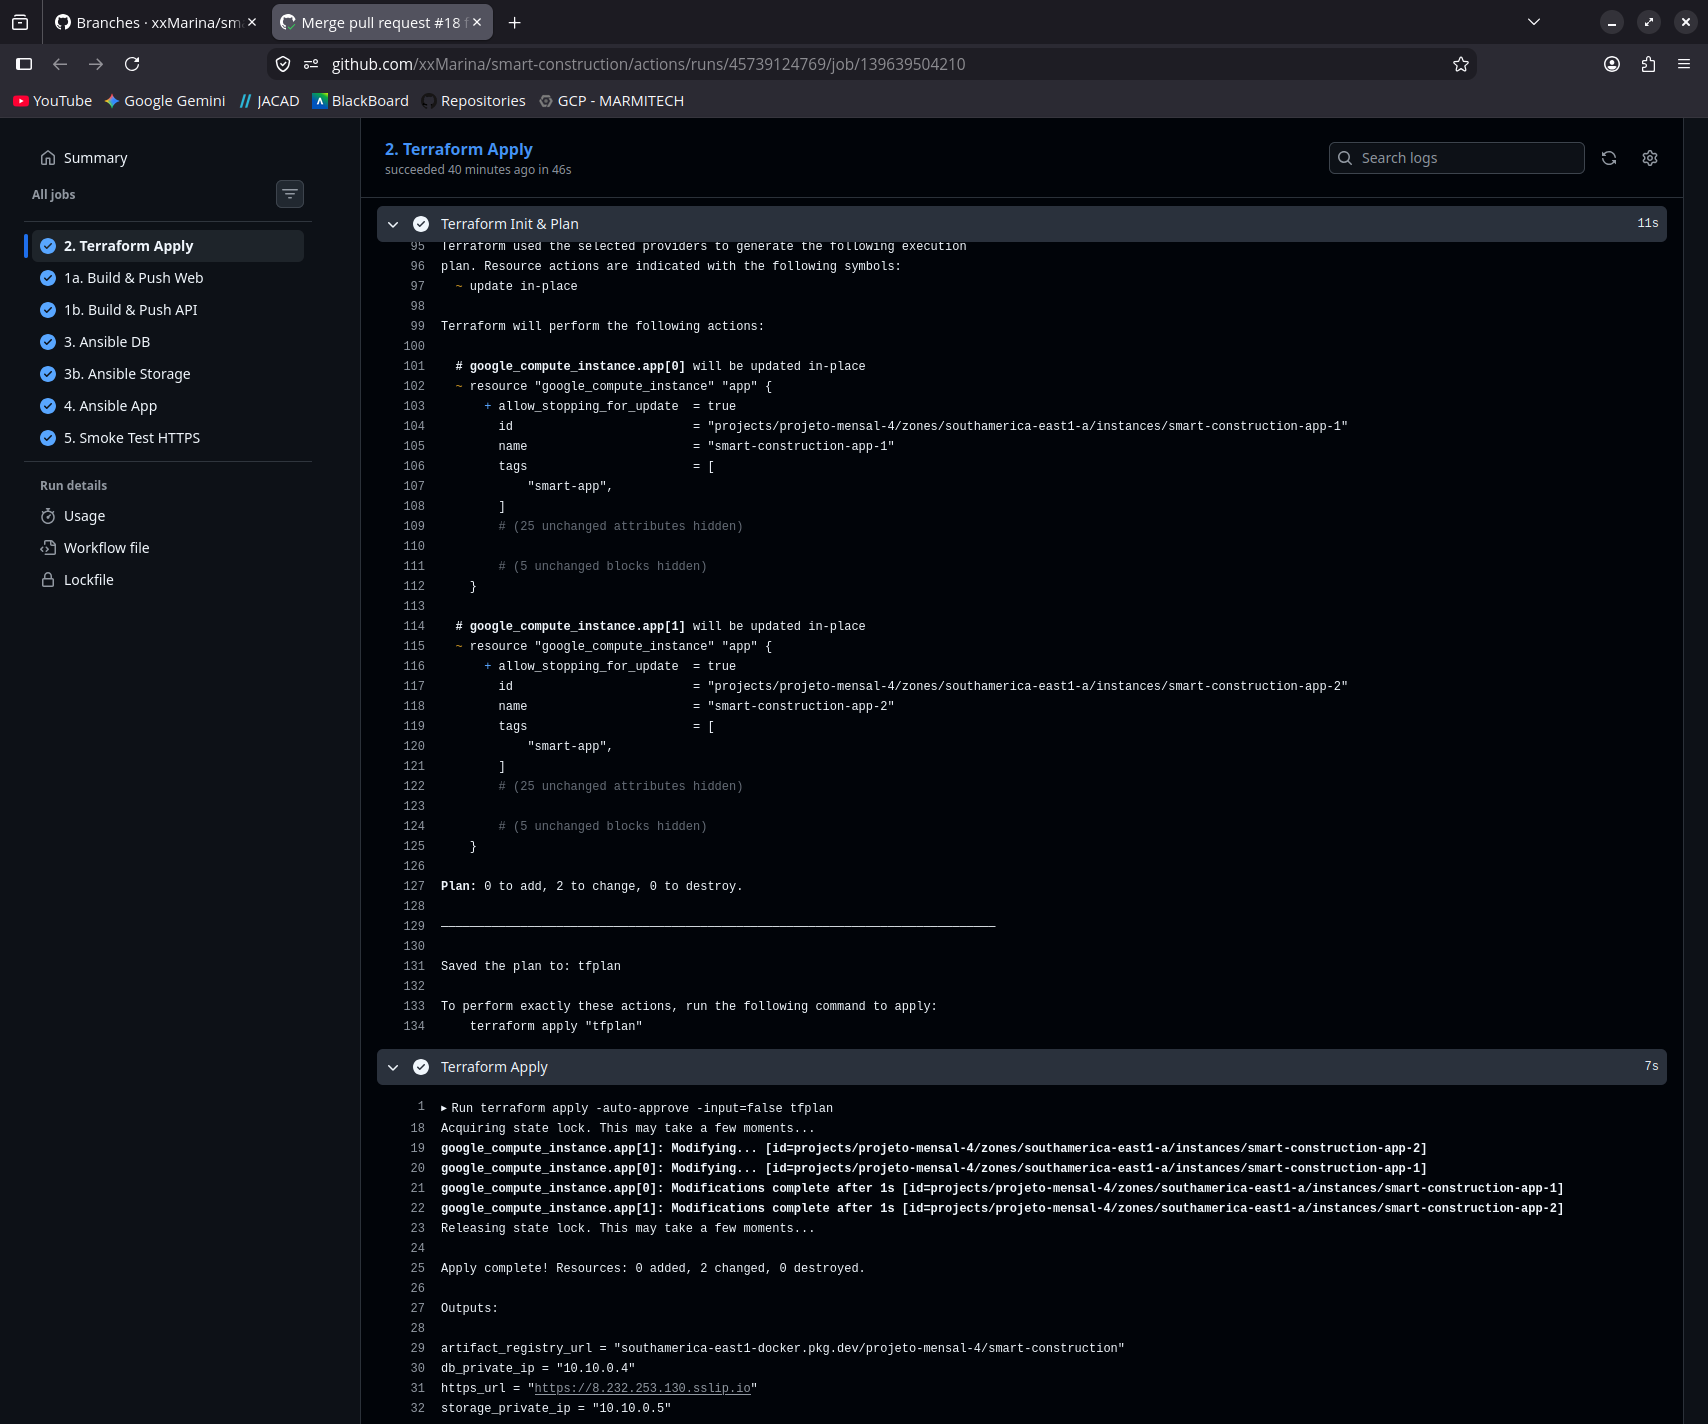 Branches · xxMarina/sm
Merge pull request #18 f
github.com/xxMarina/smart-construction/actions/runs/45739124769/job/139639504210
YouTube
Google Gemini
JACAD
BlackBoard
Repositories
GCP - MARMITECH
Summary
All jobs
2. Terraform Apply
1a. Build & Push Web
1b. Build & Push API
3. Ansible DB
3b. Ansible Storage
4. Ansible App
5. Smoke Test HTTPS
Run details
Usage
Workflow file
Lockfile
2. Terraform Apply
succeeded 40 minutes ago in 46s
Search logs
Terraform Init & Plan 11s
95 Terraform used the selected providers to generate the following execution
96 plan. Resource actions are indicated with the following symbols:
97 ~ update in-place
98
99 Terraform will perform the following actions:
100
101 # google_compute_instance.app[0] will be updated in-place
102 ~ resource "google_compute_instance" "app" {
103 + allow_stopping_for_update = true
104 id = "projects/projeto-mensal-4/zones/southamerica-east1-a/instances/smart-construction-app-1"
105 name = "smart-construction-app-1"
106 tags = [
107 "smart-app",
108 ]
109 # (25 unchanged attributes hidden)
110
111 # (5 unchanged blocks hidden)
112 }
113
114 # google_compute_instance.app[1] will be updated in-place
115 ~ resource "google_compute_instance" "app" {
116 + allow_stopping_for_update = true
117 id = "projects/projeto-mensal-4/zones/southamerica-east1-a/instances/smart-construction-app-2"
118 name = "smart-construction-app-2"
119 tags = [
120 "smart-app",
121 ]
122 # (25 unchanged attributes hidden)
123
124 # (5 unchanged blocks hidden)
125 }
126
127 Plan: 0 to add, 2 to change, 0 to destroy.
128
129 ─────────────────────────────────────────────────────────────────────────────
130
131 Saved the plan to: tfplan
132
133 To perform exactly these actions, run the following command to apply:
134 terraform apply "tfplan"
Terraform Apply 7s
1 Run terraform apply -auto-approve -input=false tfplan
18 Acquiring state lock. This may take a few moments...
19 google_compute_instance.app[1]: Modifying... [id=projects/projeto-mensal-4/zones/southamerica-east1-a/instances/smart-construction-app-2]
20 google_compute_instance.app[0]: Modifying... [id=projects/projeto-mensal-4/zones/southamerica-east1-a/instances/smart-construction-app-1]
21 google_compute_instance.app[0]: Modifications complete after 1s [id=projects/projeto-mensal-4/zones/southamerica-east1-a/instances/smart-construction-app-1]
22 google_compute_instance.app[1]: Modifications complete after 1s [id=projects/projeto-mensal-4/zones/southamerica-east1-a/instances/smart-construction-app-2]
23 Releasing state lock. This may take a few moments...
24
25 Apply complete! Resources: 0 added, 2 changed, 0 destroyed.
26
27 Outputs:
28
29 artifact_registry_url = "southamerica-east1-docker.pkg.dev/projeto-mensal-4/smart-construction"
30 db_private_ip = "10.10.0.4"
31 https_url = "https://8.232.253.130.sslip.io"
32 storage_private_ip = "10.10.0.5"